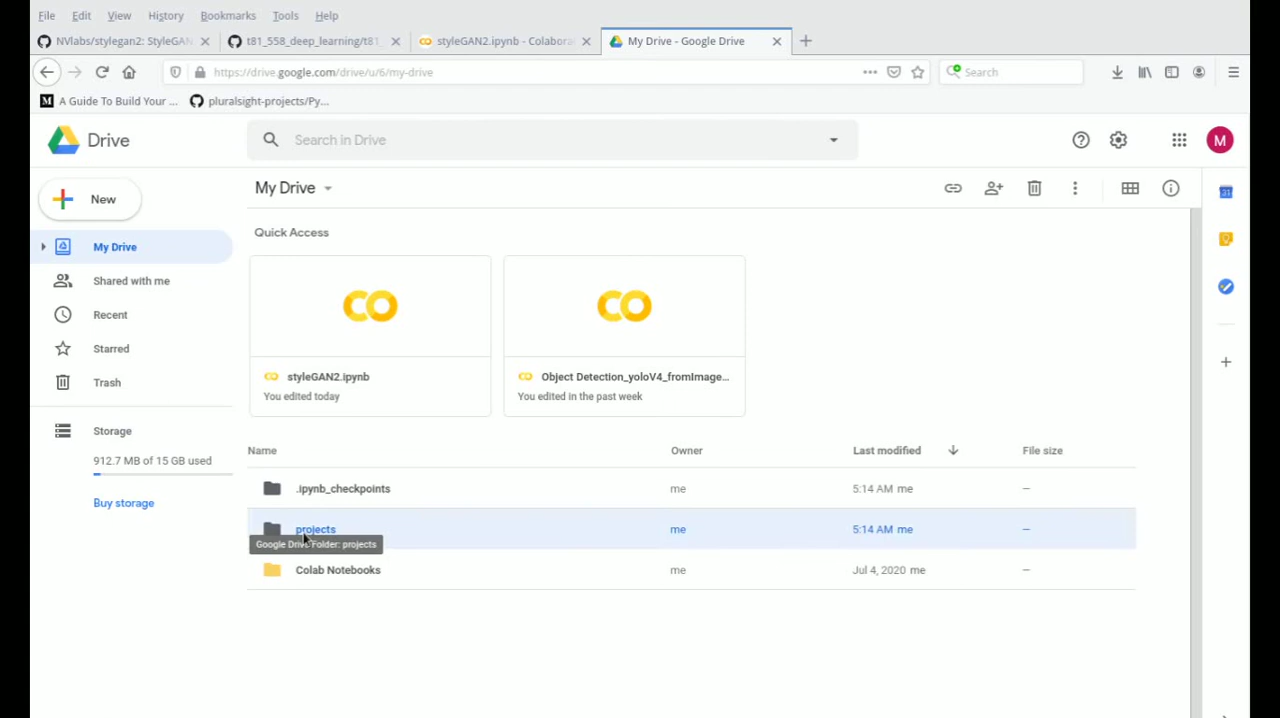 File Edit View History Bookmarks Tools Help
NVlabs/stylegan2: StyleGAN
t81_558_deep_learning/t81_
styleGAN2.ipynb - Colabora
My Drive - Google Drive
https://drive.google.com/drive/u/6/my-drive
Search
A Guide To Build Your ...
pluralsight-projects/Py...
Drive
Search in Drive
M
New
My Drive
Quick Access
My Drive
Shared with me
Recent
Starred
Trash
Storage
912.7 MB of 15 GB used
Buy storage
styleGAN2.ipynb
You edited today
Object Detection_yoloV4_fromImage...
You edited in the past week
Name Owner Last modified File size
.ipynb_checkpoints me 5:14 AM me –
projects me 5:14 AM me –
Google Drive Folder: projects
Colab Notebooks me Jul 4, 2020 me –
31